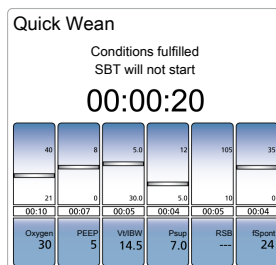 Quick Wean
Conditions fulfilled
SBT will not start
00:00:20
40 8 5.0 12 105 35
21 0 30.0 5.0 10 0
00:10 00:07 00:05 00:04 00:05 00:04
Oxygen PEEP Vt/IBW Psup RSB fSpont
30 5 14.5 7.0 --- 24